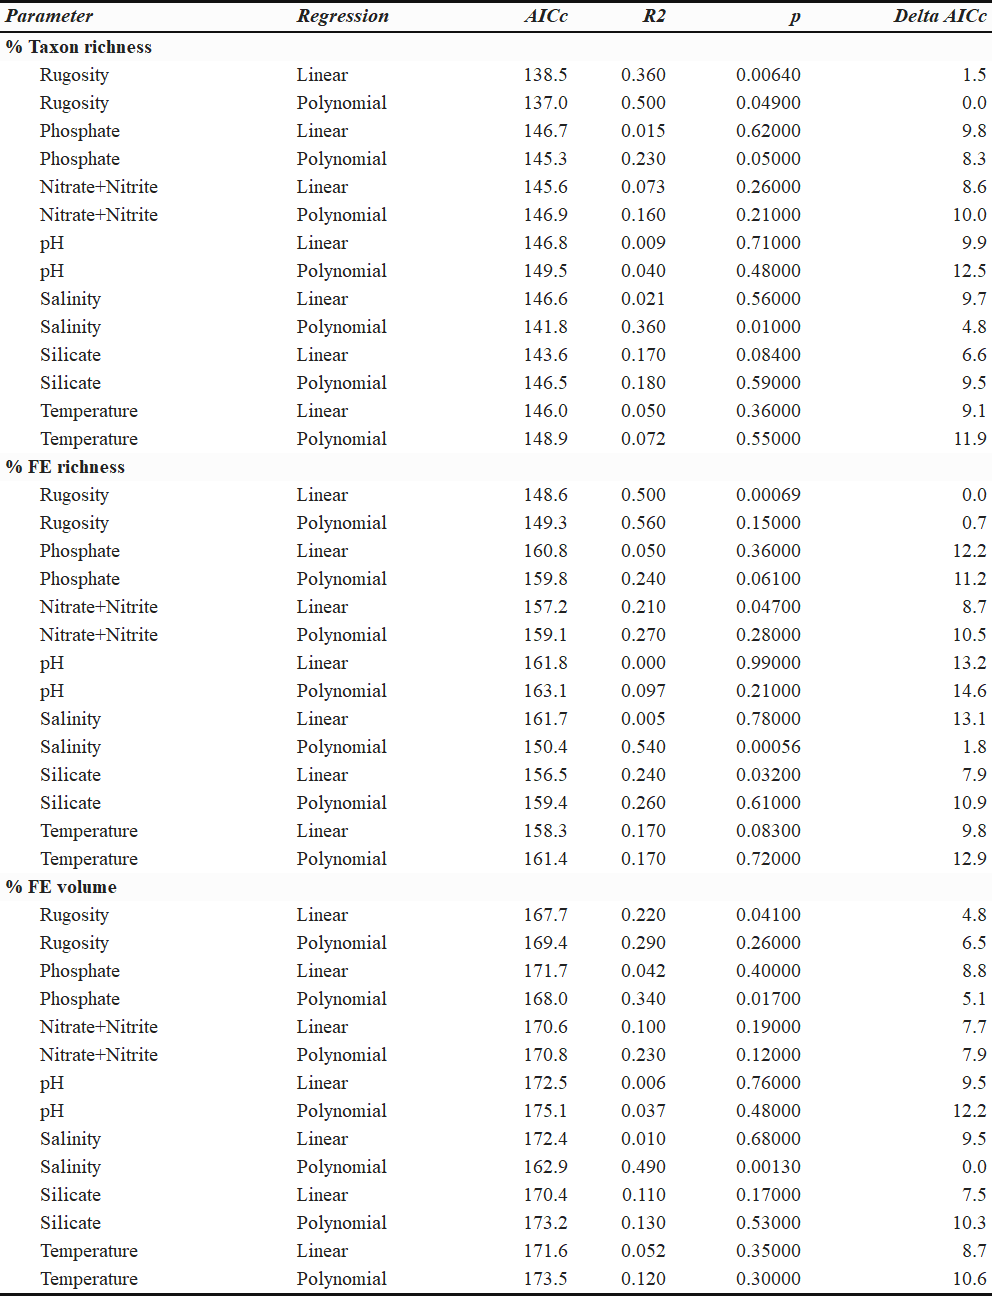 Parameter Regression AICc R2 p Delta AICc
% Taxon richness
Rugosity Linear 138.5 0.360 0.00640 1.5
Rugosity Polynomial 137.0 0.500 0.04900 0.0
Phosphate Linear 146.7 0.015 0.62000 9.8
Phosphate Polynomial 145.3 0.230 0.05000 8.3
Nitrate+Nitrite Linear 145.6 0.073 0.26000 8.6
Nitrate+Nitrite Polynomial 146.9 0.160 0.21000 10.0
pH Linear 146.8 0.009 0.71000 9.9
pH Polynomial 149.5 0.040 0.48000 12.5
Salinity Linear 146.6 0.021 0.56000 9.7
Salinity Polynomial 141.8 0.360 0.01000 4.8
Silicate Linear 143.6 0.170 0.08400 6.6
Silicate Polynomial 146.5 0.180 0.59000 9.5
Temperature Linear 146.0 0.050 0.36000 9.1
Temperature Polynomial 148.9 0.072 0.55000 11.9
% FE richness
Rugosity Linear 148.6 0.500 0.00069 0.0
Rugosity Polynomial 149.3 0.560 0.15000 0.7
Phosphate Linear 160.8 0.050 0.36000 12.2
Phosphate Polynomial 159.8 0.240 0.06100 11.2
Nitrate+Nitrite Linear 157.2 0.210 0.04700 8.7
Nitrate+Nitrite Polynomial 159.1 0.270 0.28000 10.5
pH Linear 161.8 0.000 0.99000 13.2
pH Polynomial 163.1 0.097 0.21000 14.6
Salinity Linear 161.7 0.005 0.78000 13.1
Salinity Polynomial 150.4 0.540 0.00056 1.8
Silicate Linear 156.5 0.240 0.03200 7.9
Silicate Polynomial 159.4 0.260 0.61000 10.9
Temperature Linear 158.3 0.170 0.08300 9.8
Temperature Polynomial 161.4 0.170 0.72000 12.9
% FE volume
Rugosity Linear 167.7 0.220 0.04100 4.8
Rugosity Polynomial 169.4 0.290 0.26000 6.5
Phosphate Linear 171.7 0.042 0.40000 8.8
Phosphate Polynomial 168.0 0.340 0.01700 5.1
Nitrate+Nitrite Linear 170.6 0.100 0.19000 7.7
Nitrate+Nitrite Polynomial 170.8 0.230 0.12000 7.9
pH Linear 172.5 0.006 0.76000 9.5
pH Polynomial 175.1 0.037 0.48000 12.2
Salinity Linear 172.4 0.010 0.68000 9.5
Salinity Polynomial 162.9 0.490 0.00130 0.0
Silicate Linear 170.4 0.110 0.17000 7.5
Silicate Polynomial 173.2 0.130 0.53000 10.3
Temperature Linear 171.6 0.052 0.35000 8.7
Temperature Polynomial 173.5 0.120 0.30000 10.6